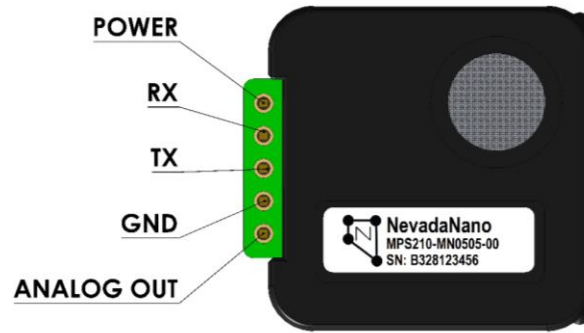 POWER
RX
TX
GND
ANALOG OUT
N
NevadaNano
MPS210-MN0505-00
SN: B328123456